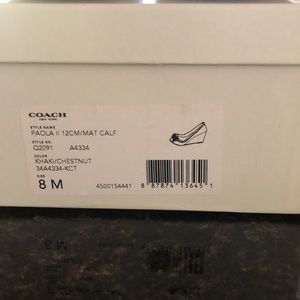 COACH
NEW YORK
STYLE NAME
PAOLA II 12CM/MAT CALF
STYLE NO.
Q2091 A4334
COLOR
KHAKI/CHESTNUT
34A4334-KCT
SIZE
8 M
4500154441
8 87874 13645 1